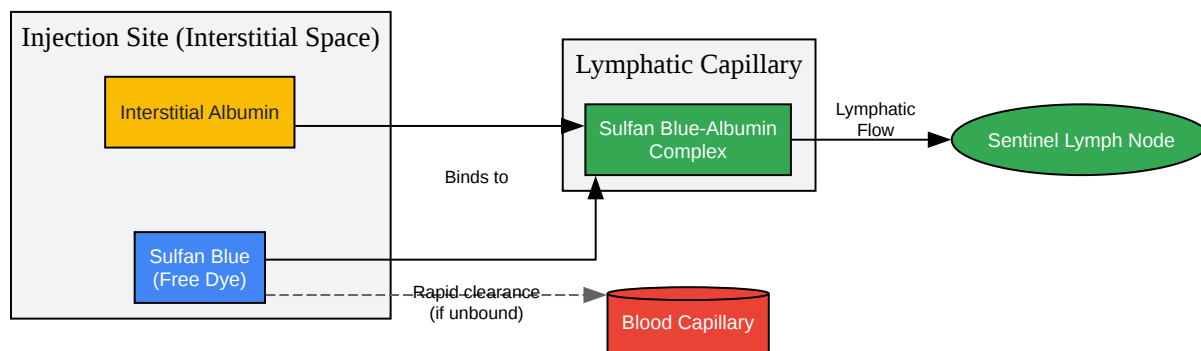 Injection Site (Interstitial Space)
Interstitial Albumin
Sulfan Blue
(Free Dye)
Binds to
Rapid clearance
(if unbound)
Lymphatic Capillary
Sulfan Blue-Albumin
Complex
Blood Capillary
Lymphatic
Flow
Sentinel Lymph Node